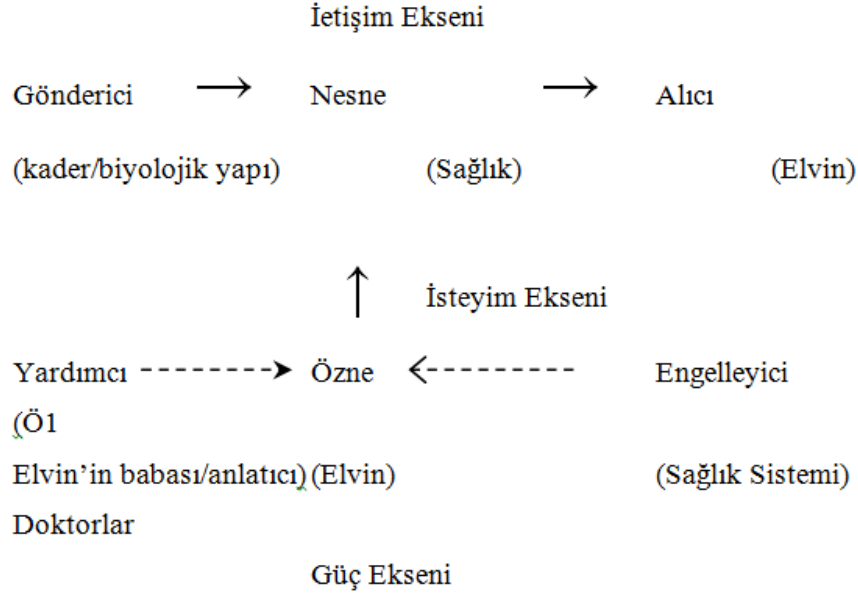 İletişim Ekseni
Gönderici → Nesne → Alıcı
(kader/biyolojik yapı) (Sağlık) (Elvin)
↑ İsteyim Ekseni
Yardımcı --------> Özne <--------- Engelleyici
(Ö1
Elvin’in babası/anlatıcı) (Elvin) (Sağlık Sistemi)
Doktorlar
Güç Ekseni